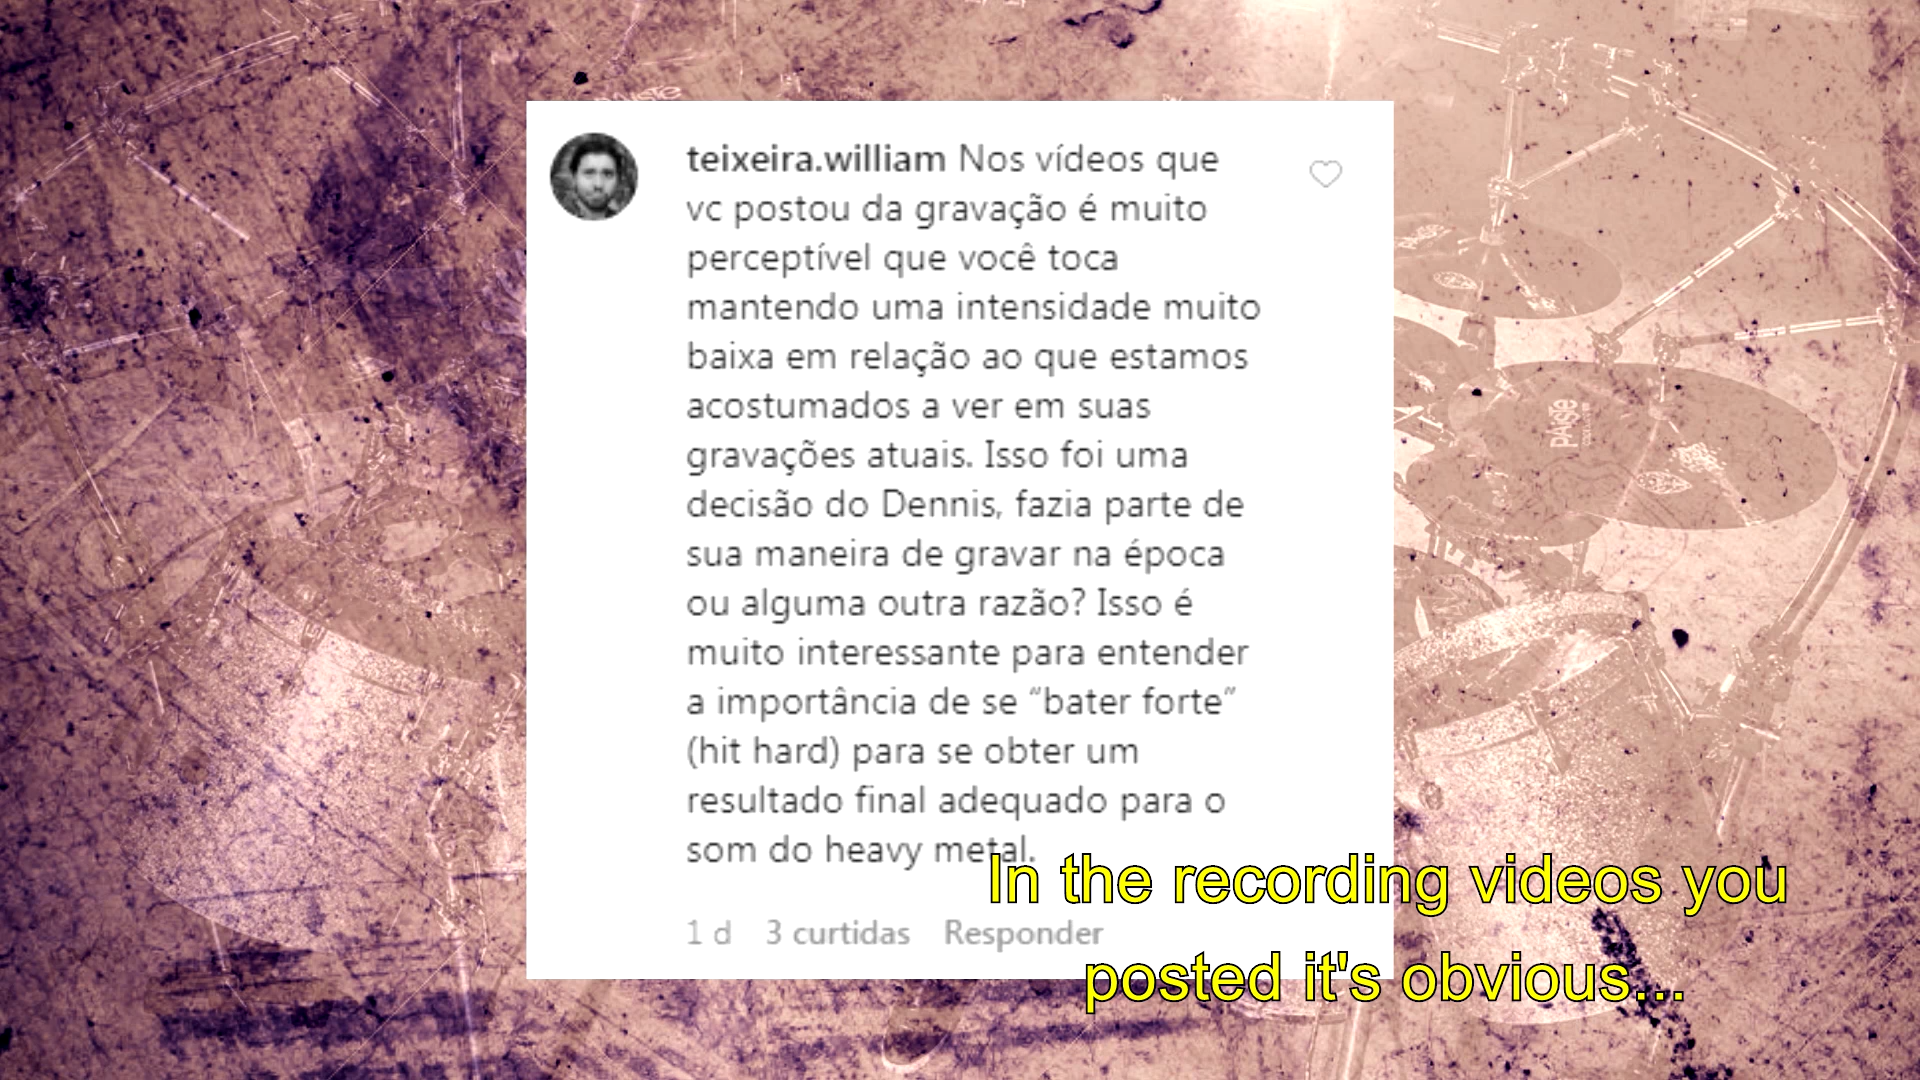 teixeira.william Nos vídeos que
vc postou da gravação é muito
perceptível que você toca
mantendo uma intensidade muito
baixa em relação ao que estamos
acostumados a ver em suas
gravações atuais. Isso foi uma
decisão do Dennis, fazia parte de
sua maneira de gravar na época
ou alguma outra razão? Isso é
muito interessante para entender
a importância de se “bater forte”
(hit hard) para se obter um
resultado final adequado para o
som do heavy metal.
1 d 3 curtidas Responder
In the recording videos you
posted it's obvious...
PAiSTe
PAiSTe
PAiSTe